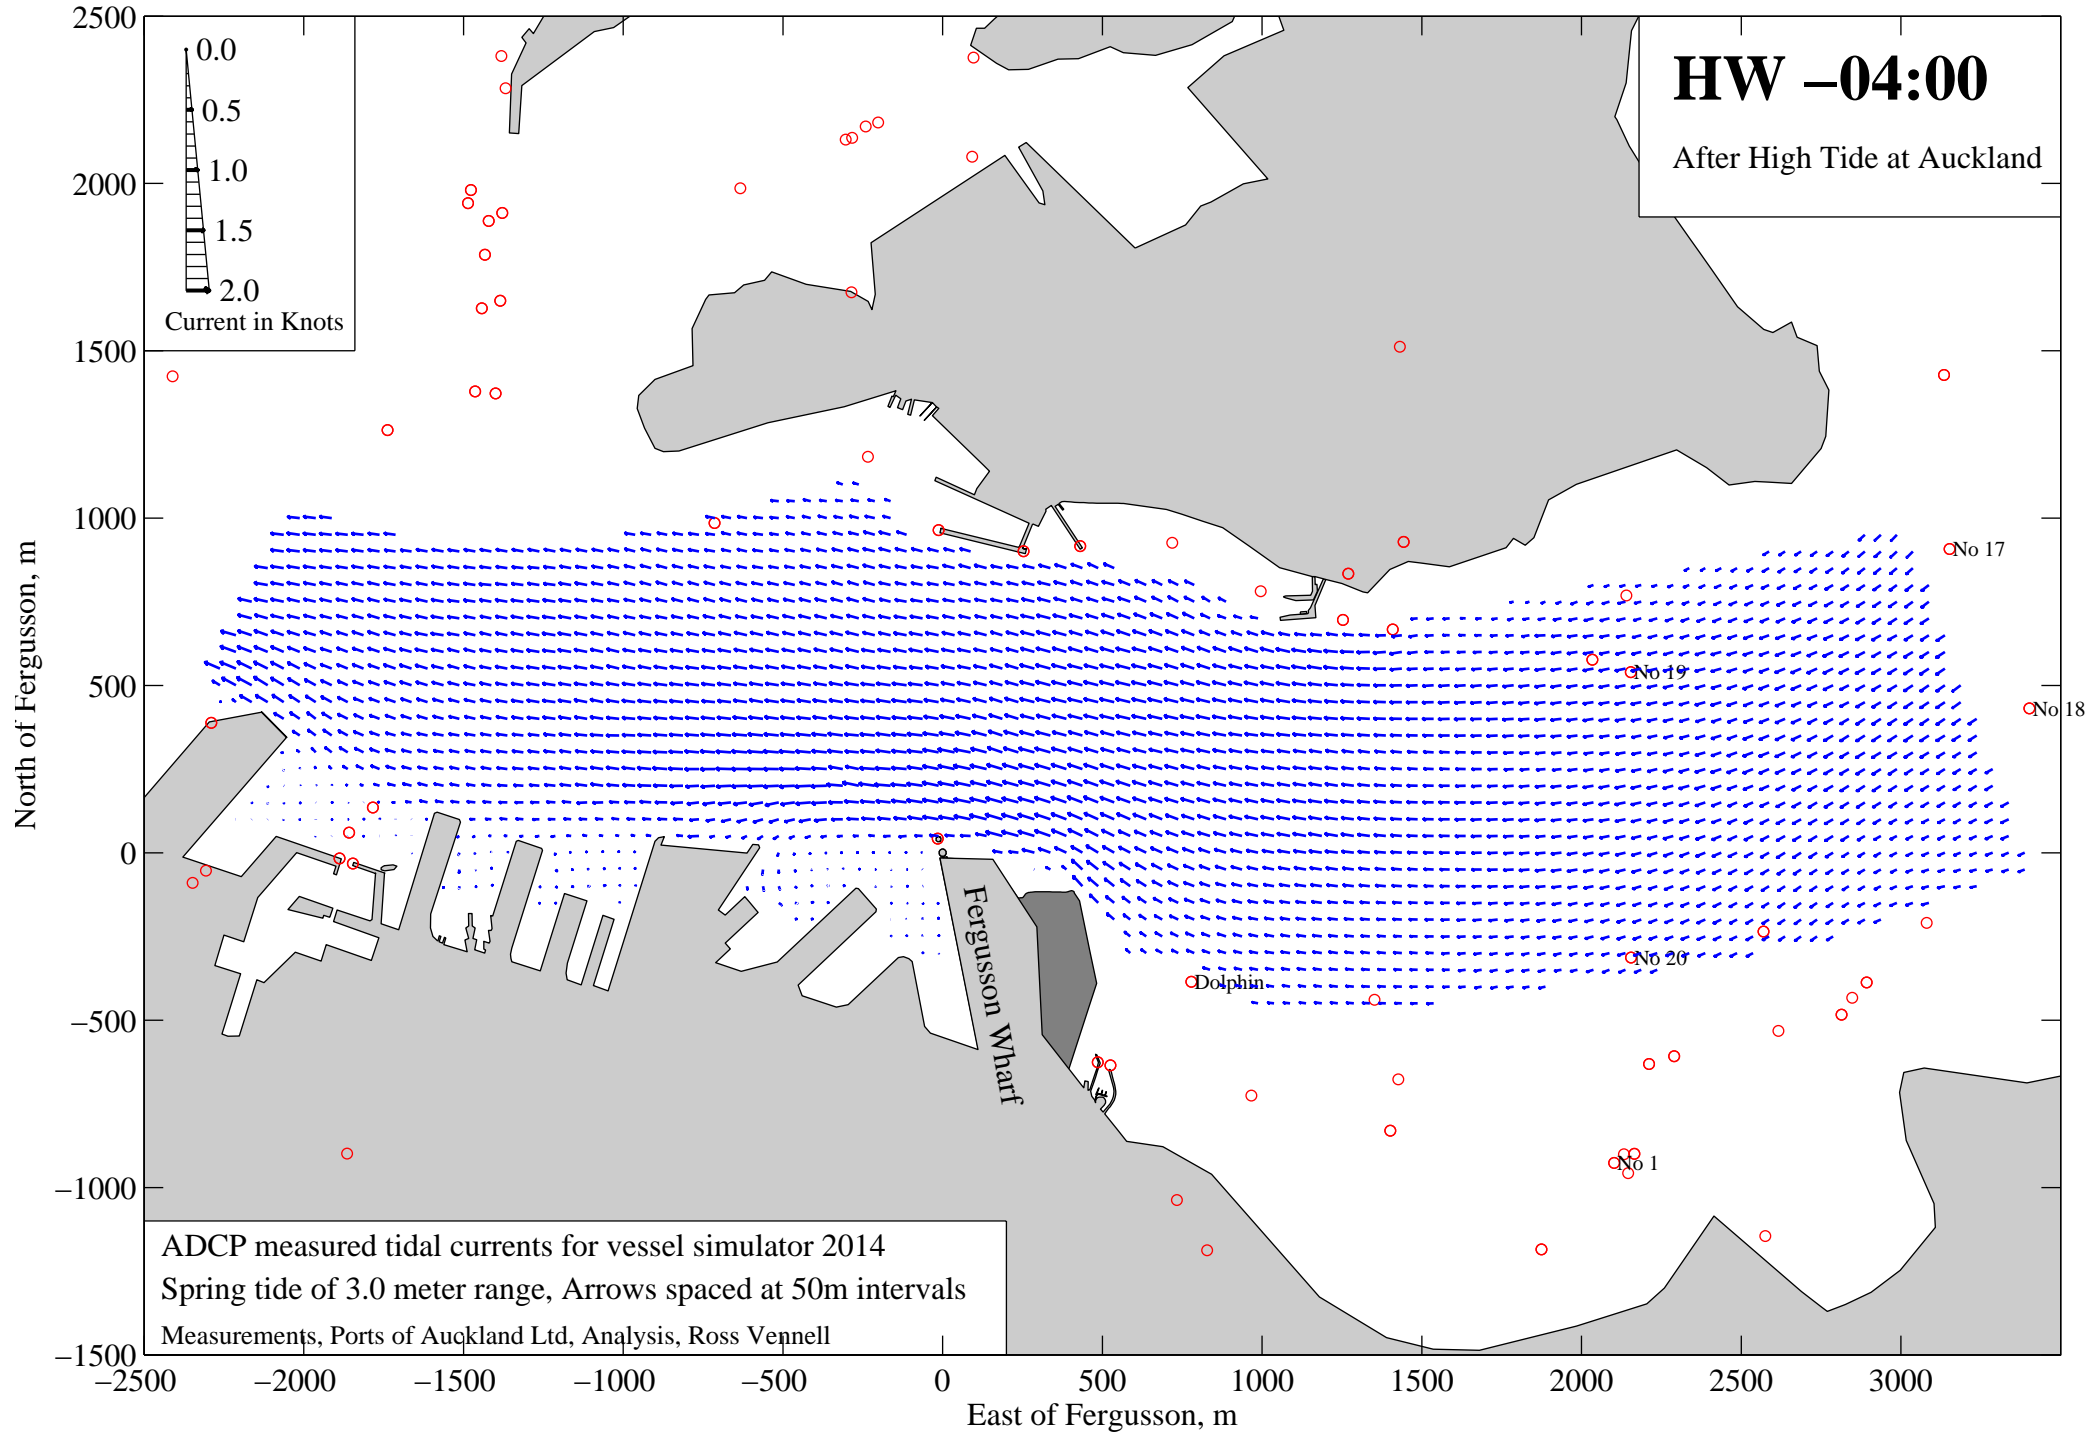 2500
2000
1500
1000
500
0
−500
−1000
−1500
North of Fergusson, m
0.0
0.5
1.0
1.5
2.0
Current in Knots
HW −04:00
After High Tide at Auckland
No 17
No 19
No 18
No 20
Dolphin
No 1
Fergusson Wharf
ADCP measured tidal currents for vessel simulator 2014
Spring tide of 3.0 meter range, Arrows spaced at 50m intervals
Measurements, Ports of Auckland Ltd, Analysis, Ross Vennell
−2500 −2000 −1500 −1000 −500 0 500 1000 1500 2000 2500 3000
East of Fergusson, m